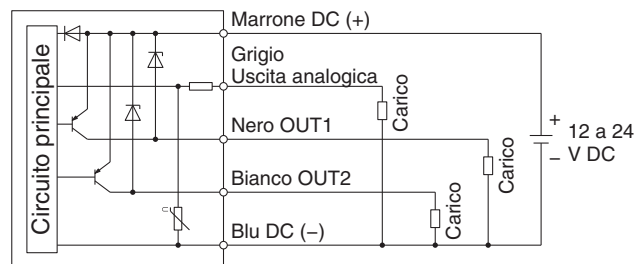 Circuito principale
Marrone DC (+)
Grigio
Uscita analogica
Nero OUT1
Bianco OUT2
Blu DC (−)
Carico
Carico
Carico
+
12 a 24
V DC
−